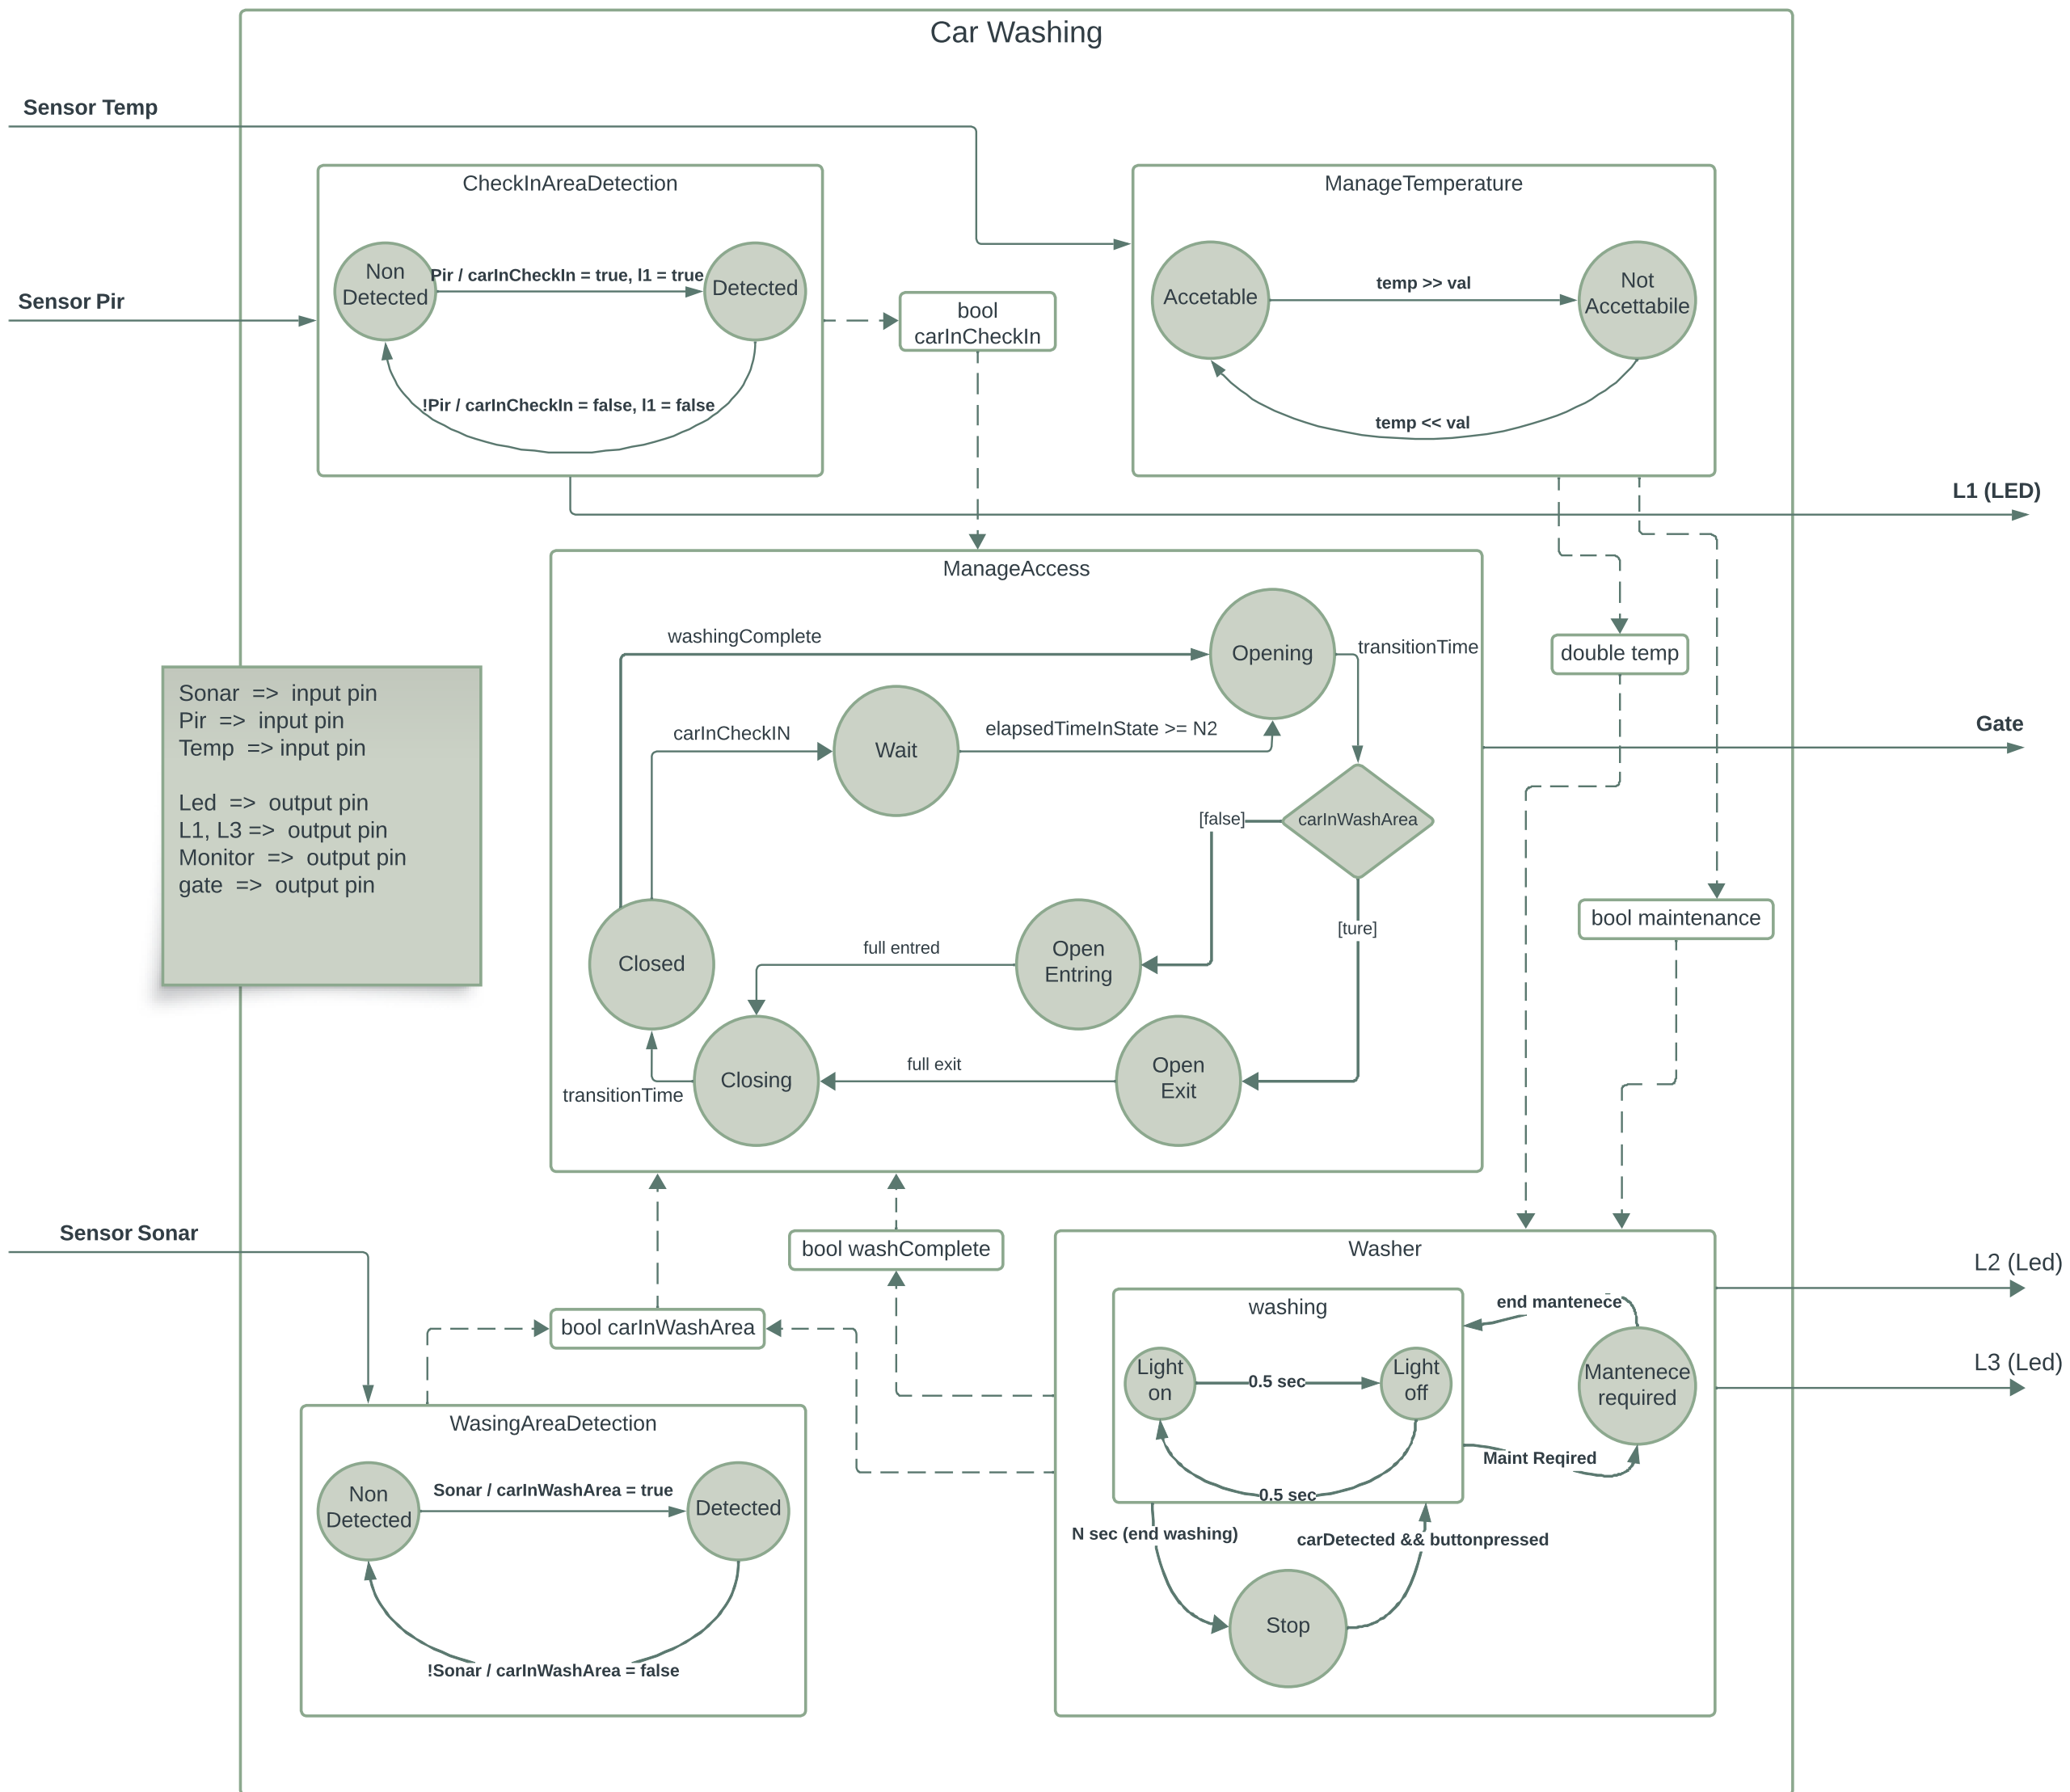 Car Washing
Sensor Temp
CheckInAreaDetection
Non
Detected
Pir / carInCheckIn = true, l1 = true
Detected
!Pir / carInCheckIn = false, l1 = false
Sensor Pir
bool
carInCheckIn
ManageTemperature
Accetable
temp >> val
Not
Accettabile
temp << val
L1 (LED)
ManageAccess
washingComplete
Opening
transitionTime
carInCheckIN
Wait
elapsedTimeInState >= N2
carInWashArea
[false]
[ture]
Closed
full entred
Open
Entring
Closing
full exit
Open
Exit
transitionTime
double temp
Gate
bool maintenance
Sonar => input pin
Pir => input pin
Temp => input pin
Led => output pin
L1, L3 => output pin
Monitor => output pin
gate => output pin
Sensor Sonar
bool washComplete
bool carInWashArea
WasingAreaDetection
Non
Detected
Sonar / carInWashArea = true
Detected
!Sonar / carInWashArea = false
Washer
washing
Light
on
0.5 sec
Light
off
0.5 sec
end mantenece
Mantenece
required
Maint Reqired
N sec (end washing)
carDetected && buttonpressed
Stop
L2 (Led)
L3 (Led)